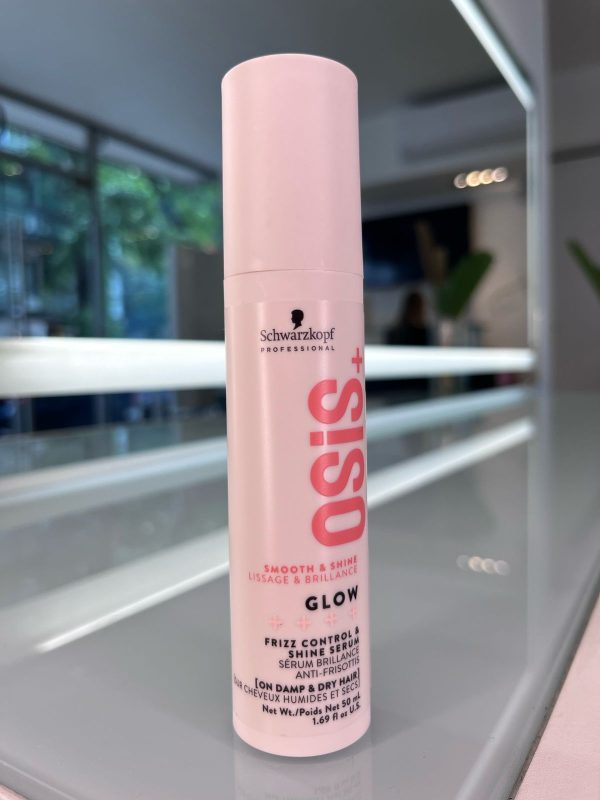 Schwarzkopf
PROFESSIONAL
OSiS+
SMOOTH & SHINE
LISSAGE & BRILLANCE
GLOW
FRIZZ CONTROL &
SHINE SERUM
SÉRUM BRILLANCE
ANTI-FRISOTTIS
[ON DAMP & DRY HAIR]
CHEVEUX HUMIDES ET SECS]
Net Wt./Poids Net 50 mL
1.69 fl oz U.S.